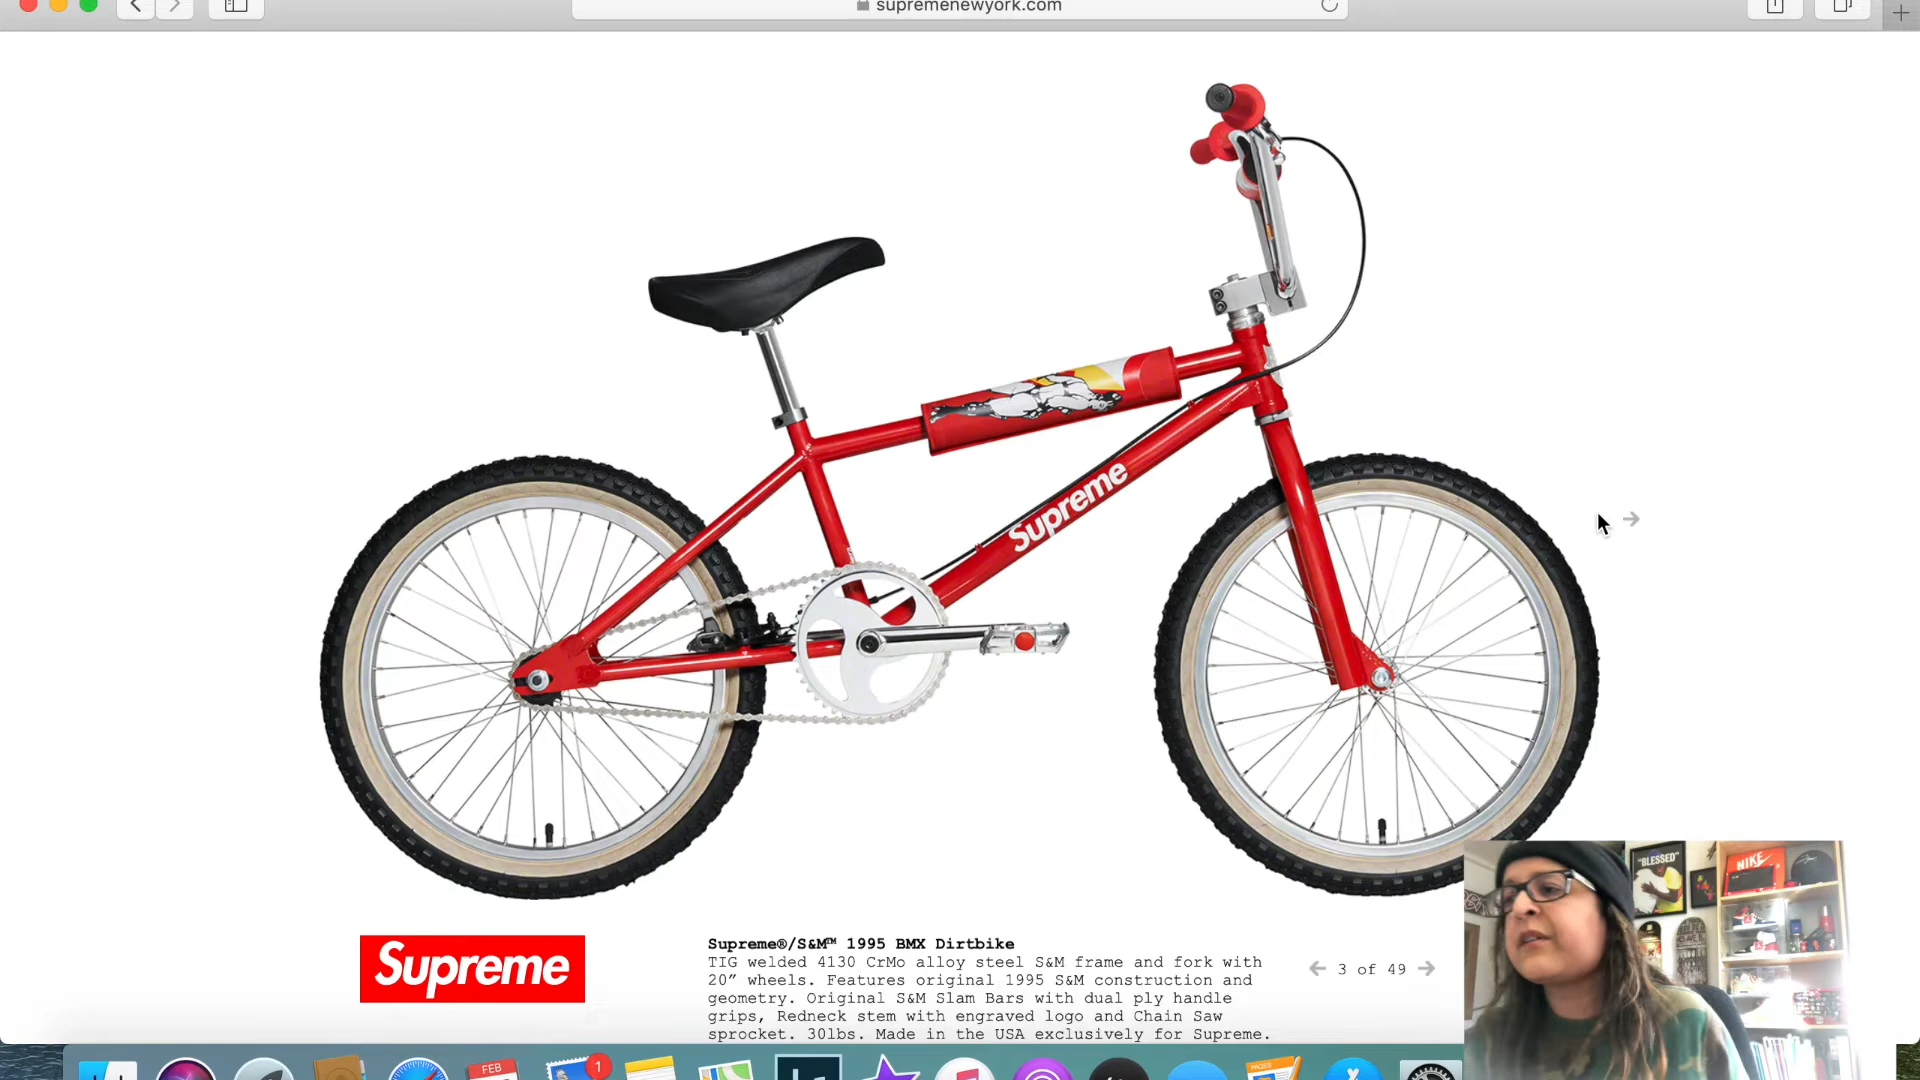 supremenewyork.com
Supreme
Supreme
Supreme®/S&M™ 1995 BMX Dirtbike
TIG welded 4130 CrMo alloy steel S&M frame and fork with
20” wheels. Features original 1995 S&M construction and
geometry. Original S&M Slam Bars with dual ply handle
grips, Redneck stem with engraved logo and Chain Saw
sprocket. 30lbs. Made in the USA exclusively for Supreme.
3 of 49
"BLESSED"
NIKE
FEB
1
PAGES